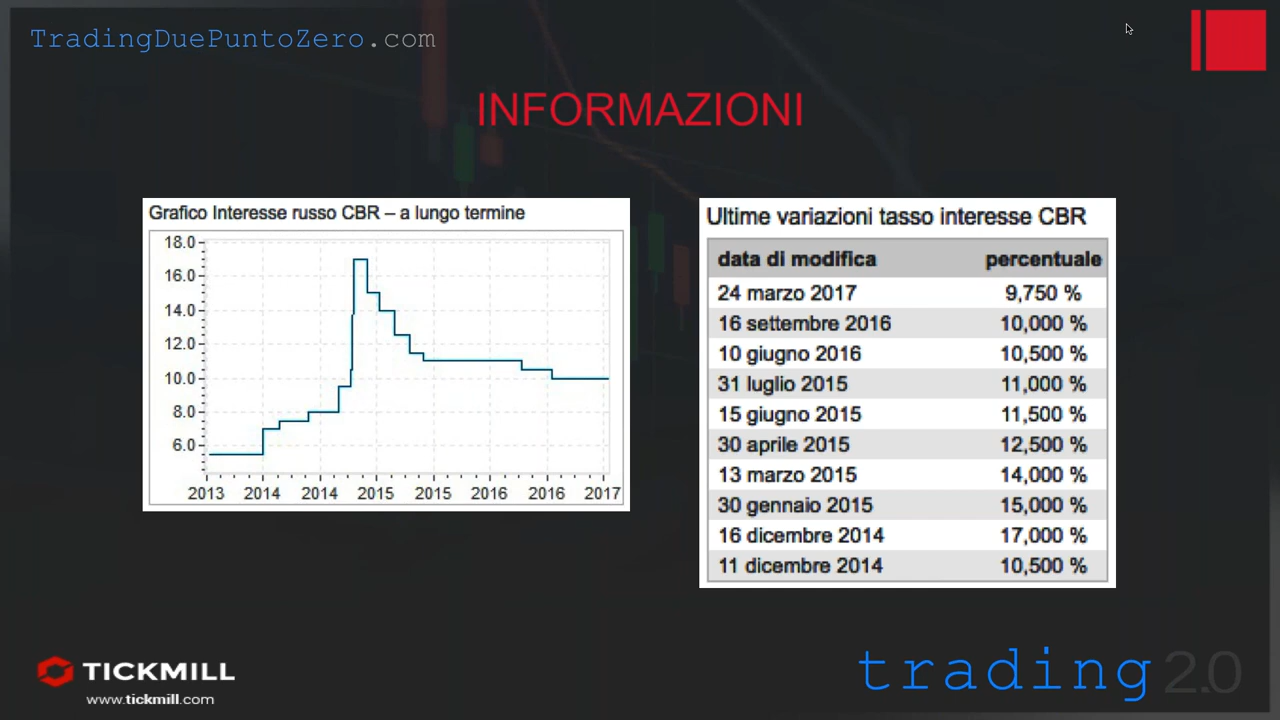 TradingDuePuntoZero.com
INFORMAZIONI
Grafico Interesse russo CBR – a lungo termine
18.0
16.0
14.0
12.0
10.0
8.0
6.0
2013 2014 2014 2015 2015 2016 2016 2017
Ultime variazioni tasso interesse CBR
data di modifica percentuale
24 marzo 2017 9,750 %
16 settembre 2016 10,000 %
10 giugno 2016 10,500 %
31 luglio 2015 11,000 %
15 giugno 2015 11,500 %
30 aprile 2015 12,500 %
13 marzo 2015 14,000 %
30 gennaio 2015 15,000 %
16 dicembre 2014 17,000 %
11 dicembre 2014 10,500 %
TICKMILL
www.tickmill.com
trading 2.0